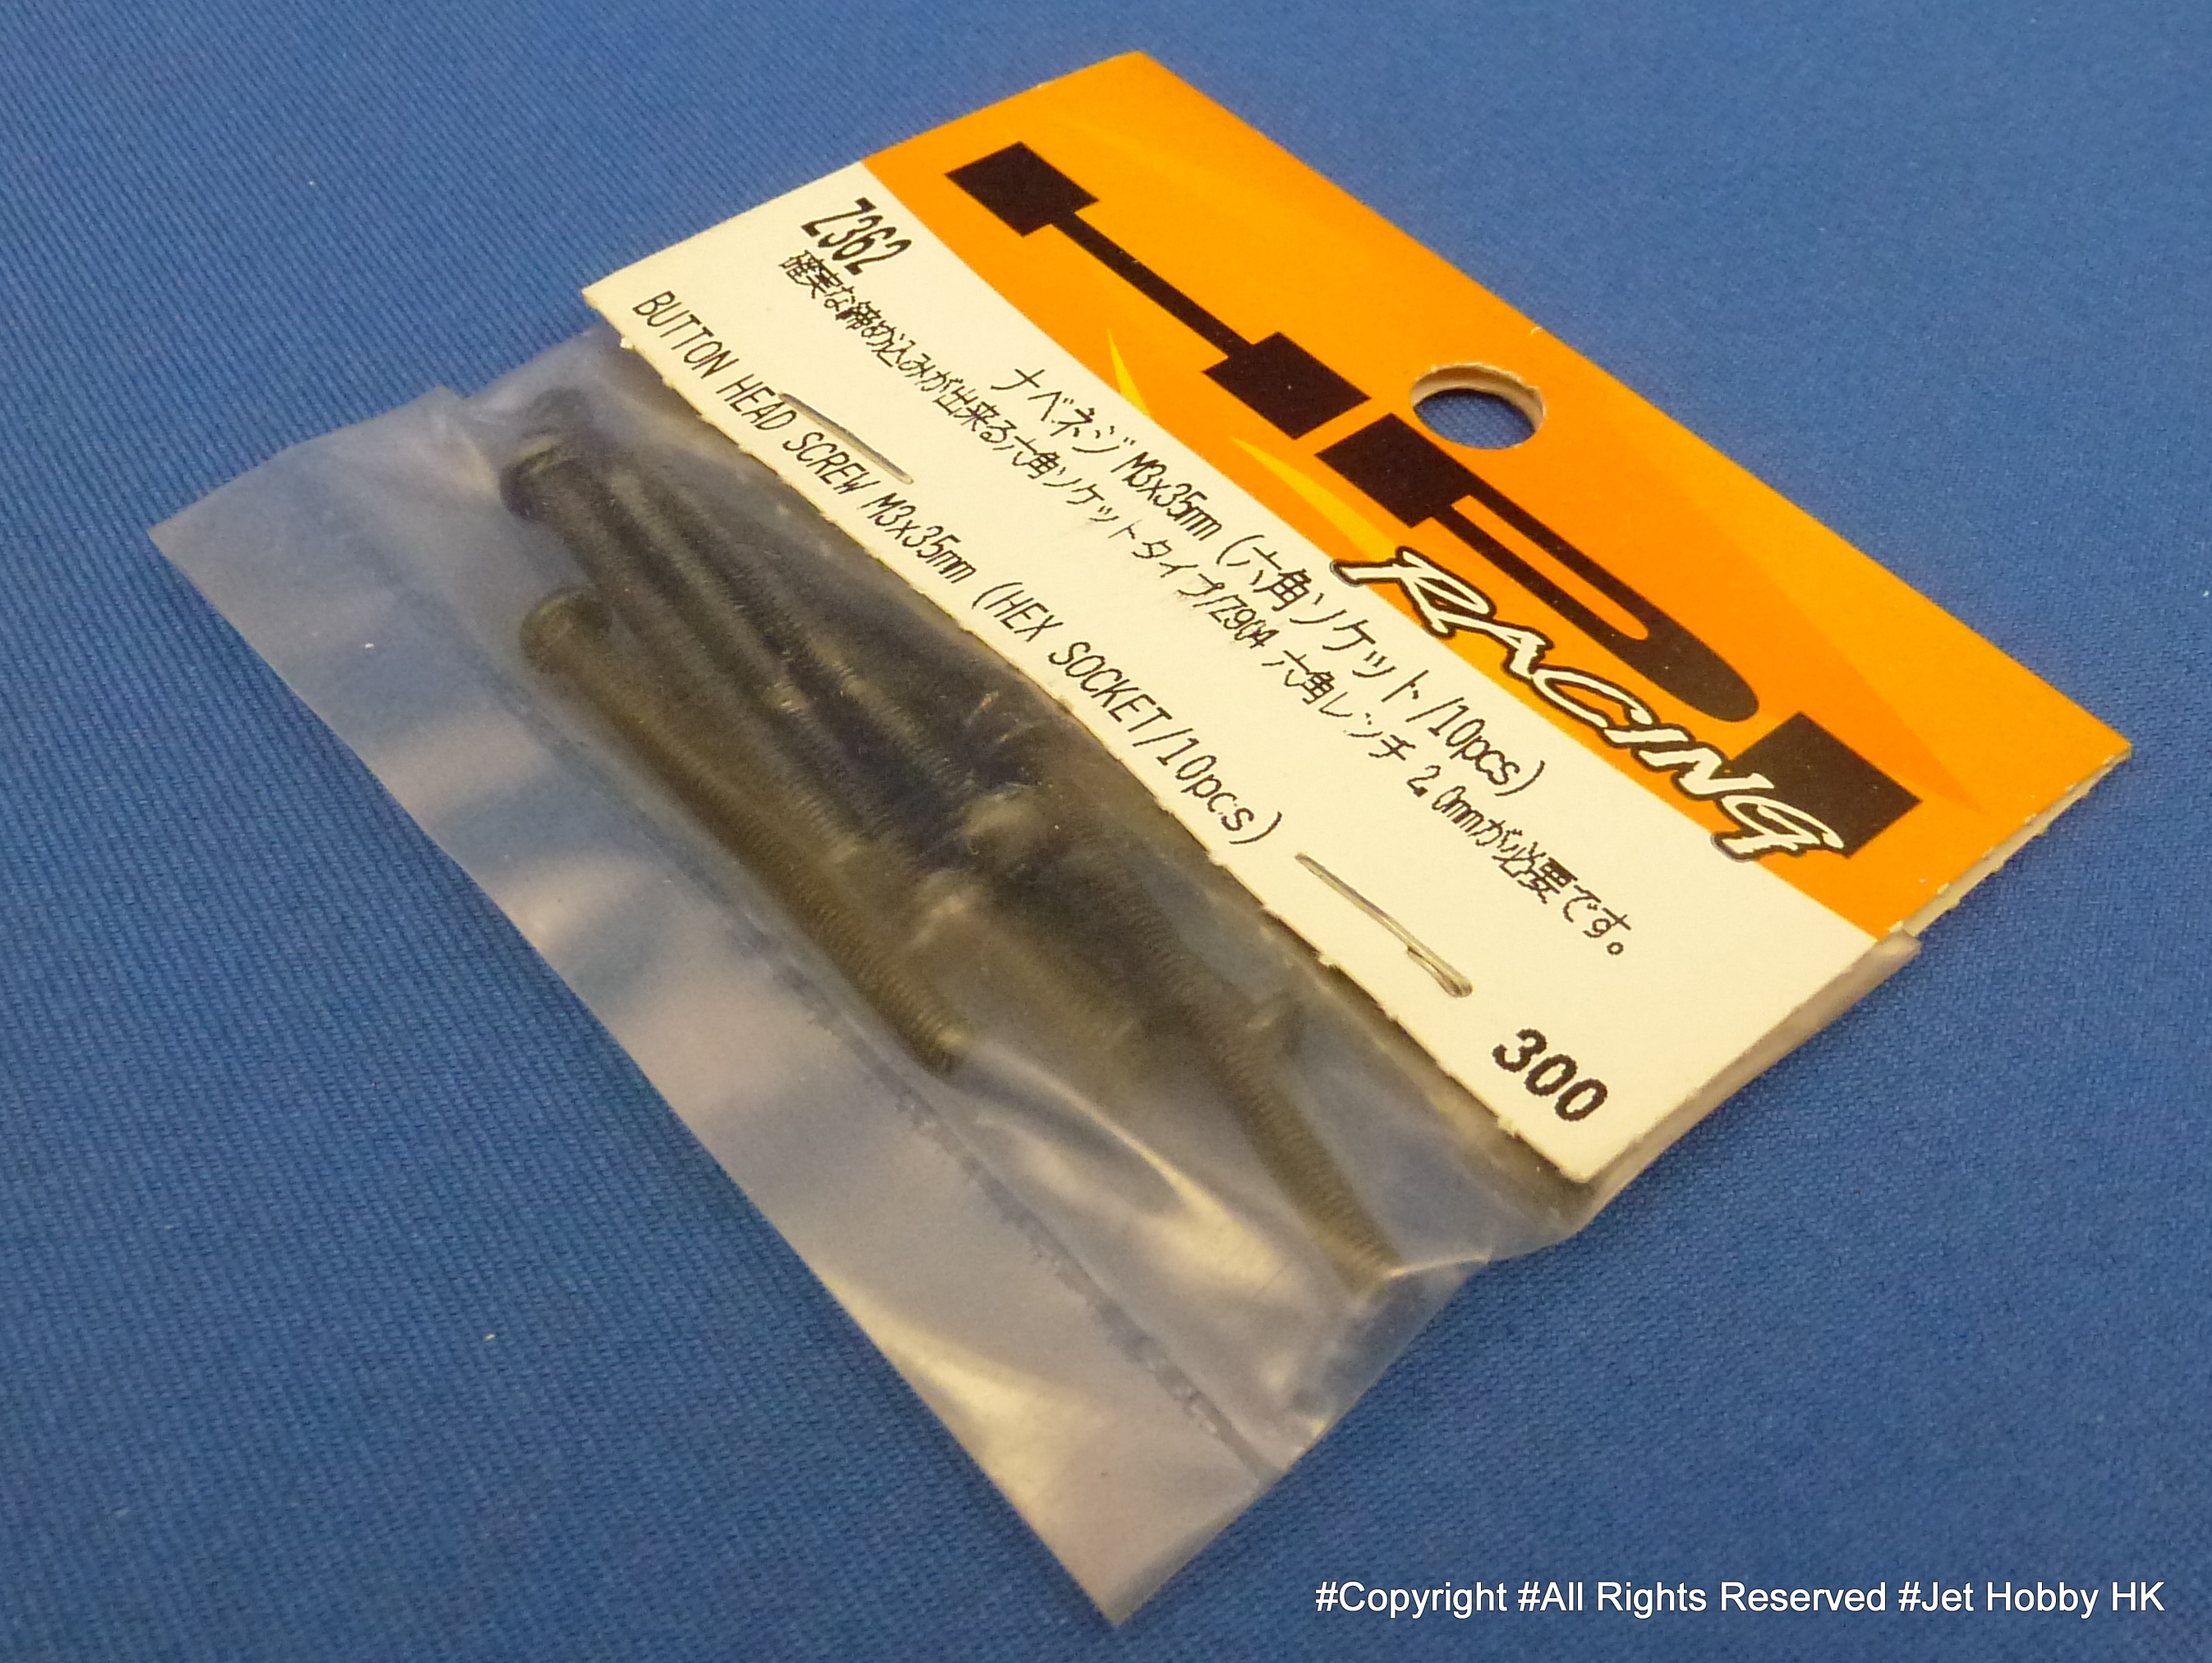 HPI
RACING
Z362
ナベネジ M3x35mm (六角ソケット/10pcs)
確実な締め込みが出来る六角ソケットタイプ/Z904 六角レンチ 2.0mmが必要です。
BUTTON HEAD SCREW M3x35mm (HEX SOCKET/10pcs)
300
#Copyright #All Rights Reserved #Jet Hobby HK